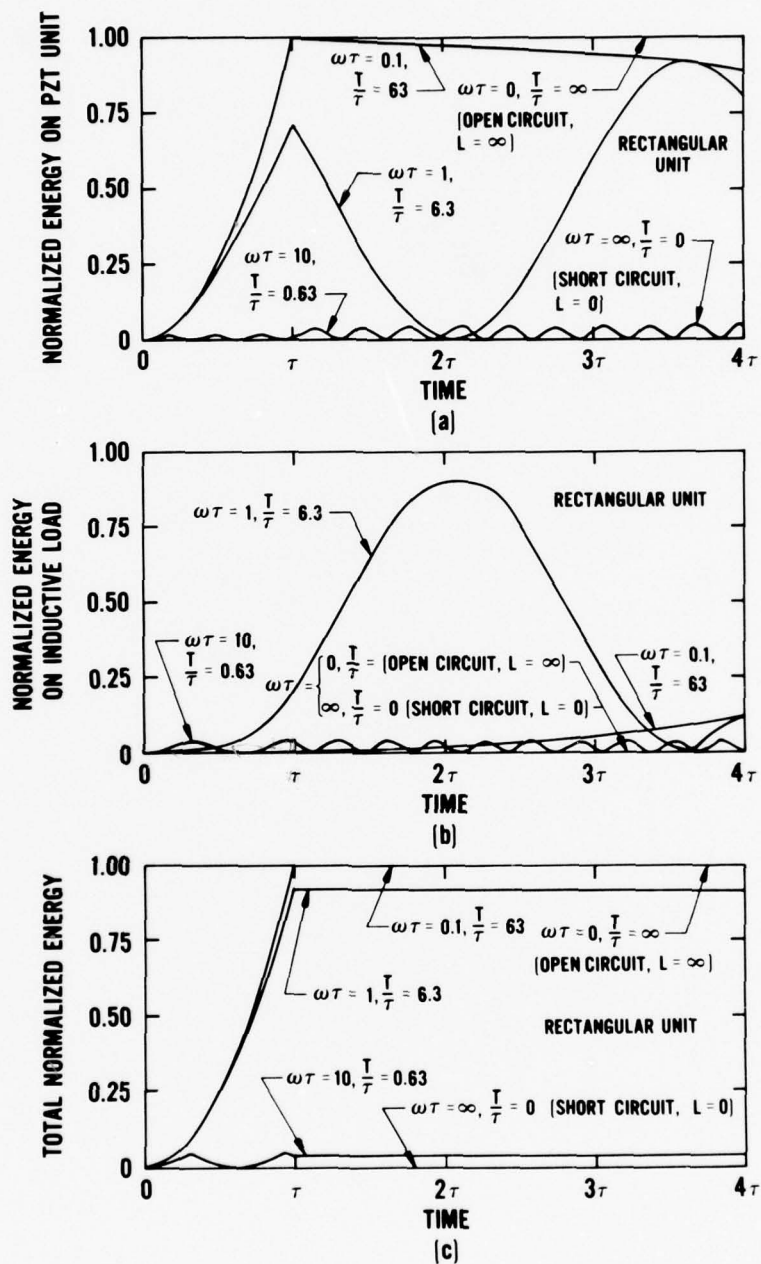 NORMALIZED ENERGY ON PZT UNIT
1.00
0.75
0.50
0.25
0
ωτ = 0.1,
T/τ = 63
ωτ = 0, T/τ = ∞
(OPEN CIRCUIT,
L = ∞)
RECTANGULAR
UNIT
ωτ = 1,
T/τ = 6.3
ωτ = ∞, T/τ = 0
(SHORT CIRCUIT,
L = 0)
ωτ = 10,
T/τ = 0.63
0 τ 2τ 3τ 4τ
TIME
(a)
NORMALIZED ENERGY
ON INDUCTIVE LOAD
1.00
0.75
0.50
0.25
0
ωτ = 1, T/τ = 6.3
RECTANGULAR UNIT
ωτ = 10,
T/τ = 0.63
ωτ = { 0, T/τ = (OPEN CIRCUIT, L = ∞)
∞, T/τ = 0 (SHORT CIRCUIT, L = 0)
ωτ = 0.1,
T/τ = 63
0 τ 2τ 3τ 4τ
TIME
(b)
TOTAL NORMALIZED ENERGY
1.00
0.75
0.50
0.25
0
ωτ = 0.1, T/τ = 63
ωτ = 0, T/τ = ∞
(OPEN CIRCUIT, L = ∞)
ωτ = 1, T/τ = 6.3
RECTANGULAR UNIT
ωτ = 10, T/τ = 0.63
ωτ = ∞, T/τ = 0 (SHORT CIRCUIT, L = 0)
0 τ 2τ 3τ 4τ
TIME
(c)